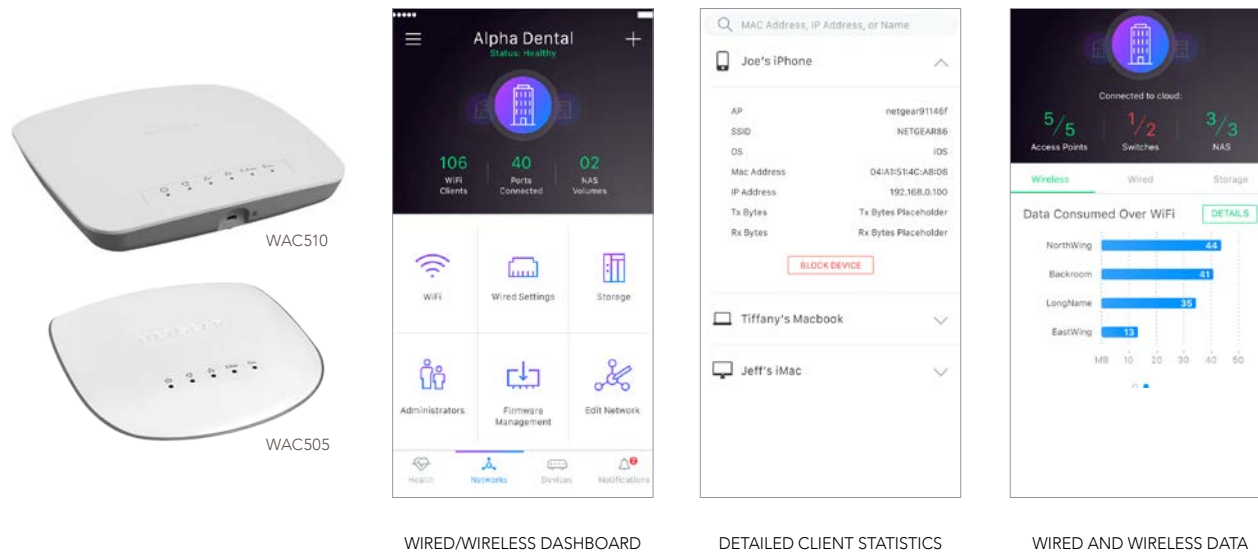 WAC510
WAC505
Alpha Dental
Status: Healthy
106
WiFi
Clients
40
Ports
Connected
02
NAS
Volumes
WiFi
Wired Settings
Storage
Administrators
Firmware
Management
Edit Network
Health
Networks
Devices
2
Notifications
WIRED/WIRELESS DASHBOARD
MAC Address, IP Address, or Name
Joe's iPhone
AP netgear91146f
SSID NETGEAR86
OS iOS
Mac Address 04:A1:51:4C:A8:08
IP Address 192.168.0.100
Tx Bytes Tx Bytes Placeholder
Rx Bytes Rx Bytes Placeholder
BLOCK DEVICE
Tiffany's Macbook
Jeff's iMac
DETAILED CLIENT STATISTICS
Connected to cloud:
5/5
Access Points
1/2
Switches
3/3
NAS
Wireless Wired Storage
Data Consumed Over WiFi DETAILS
NorthWing 44
Backroom 41
LongName 35
EastWing 13
MB 10 20 30 40 50
WIRED AND WIRELESS DATA